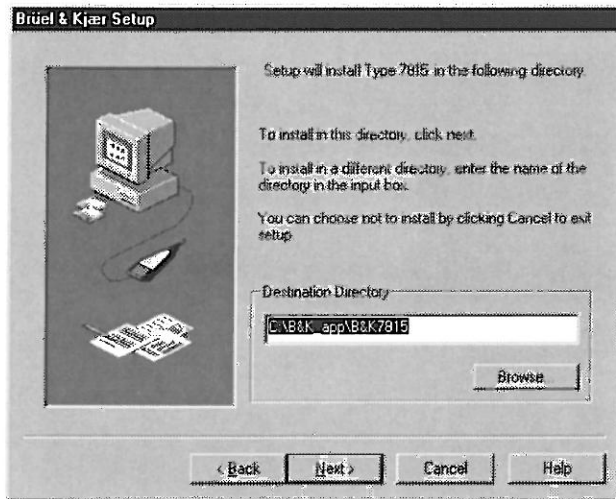 Brüel & Kjær Setup
Setup will install Type 7815 in the following directory.
To install in this directory, click next.
To install in a different directory, enter the name of the
directory in the input box.
You can choose not to install by clicking Cancel to exit
setup.
Destination Directory
C:\B&K_app\B&K7815
Browse...
< Back
Next >
Cancel
Help